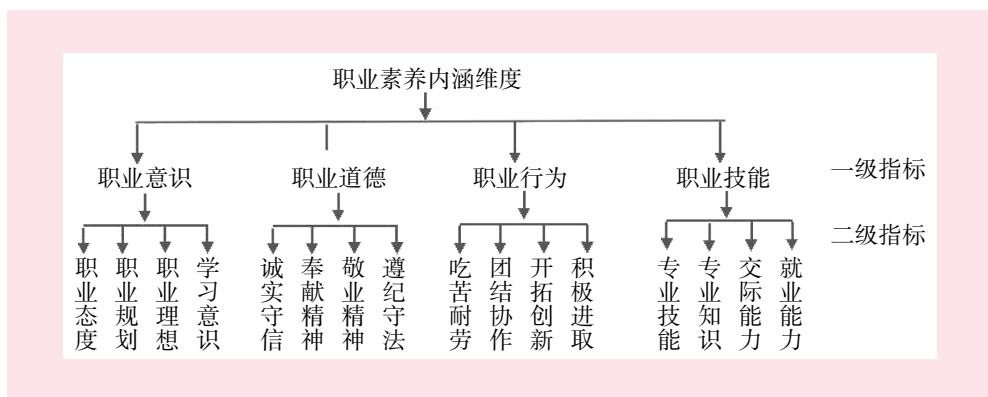 职业素养内涵维度
职业意识 职业道德 职业行为 职业技能 一级指标
二级指标
职业态度 职业规划 职业理想 学习意识 诚实守信 奉献精神 敬业精神 遵纪守法 吃苦耐劳 团结协作 开拓创新 积极进取 专业技能 专业知识 交际能力 就业能力